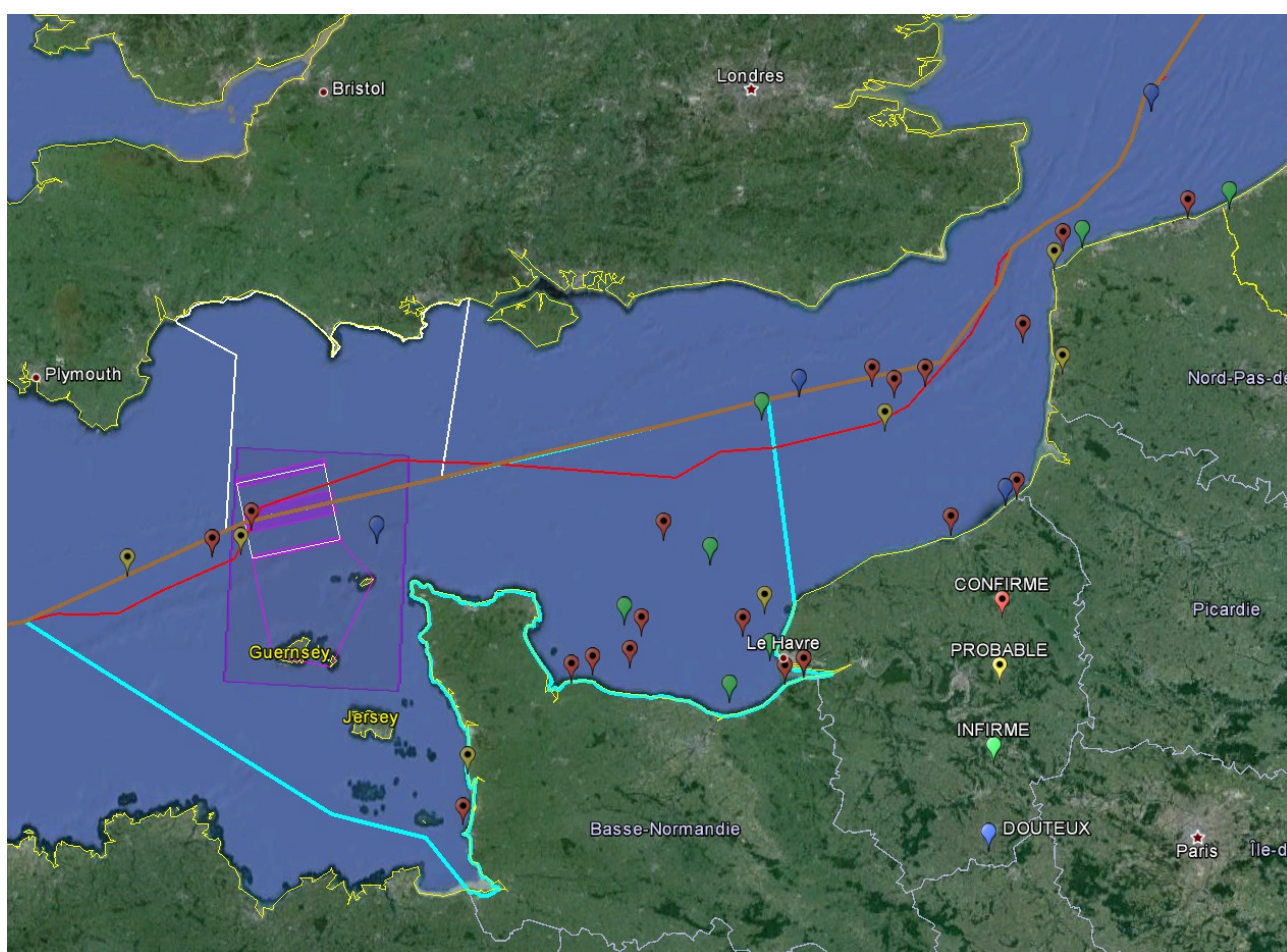 Londres
Bristol
Plymouth
Nord-Pas-de
CONFIRME
Picardie
Le Havre
PROBABLE
Guernsey
Jersey
INFIRME
Basse-Normandie
DOUTEUX
Paris
Île-d